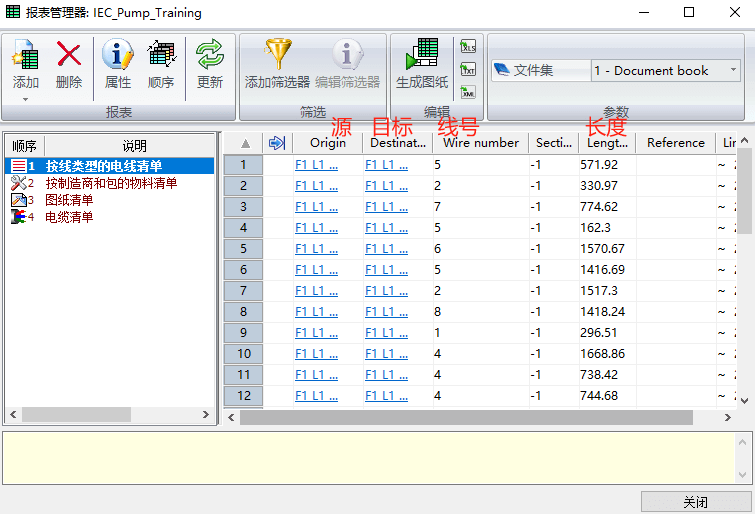 报表管理器: IEC_Pump_Training
添加 删除 属性 顺序 更新 添加筛选器 编辑筛选器 生成图纸 XLS TXT XML 文件集 1 - Document book
报表 筛选 编辑 参数
源 目标 线号 长度
顺序 说明
1 按线类型的电线清单
2 按制造商和包的物料清单
3 图纸清单
4 电缆清单
Origin Destinat... Wire number Secti... Lengt... Reference Lin
1 F1 L1 ... F1 L1 ... 5 -1 571.92 ~
2 F1 L1 ... F1 L1 ... 2 -1 330.97 ~
3 F1 L1 ... F1 L1 ... 7 -1 774.62 ~
4 F1 L1 ... F1 L1 ... 5 -1 162.3 ~
5 F1 L1 ... F1 L1 ... 6 -1 1570.67 ~
6 F1 L1 ... F1 L1 ... 5 -1 1416.69 ~
7 F1 L1 ... F1 L1 ... 2 -1 1517.3 ~
8 F1 L1 ... F1 L1 ... 8 -1 1418.24 ~
9 F1 L1 ... F1 L1 ... 1 -1 296.51 ~
10 F1 L1 ... F1 L1 ... 4 -1 1668.86 ~
11 F1 L1 ... F1 L1 ... 4 -1 738.42 ~
12 F1 L1 ... F1 L1 ... 4 -1 744.68 ~
关闭